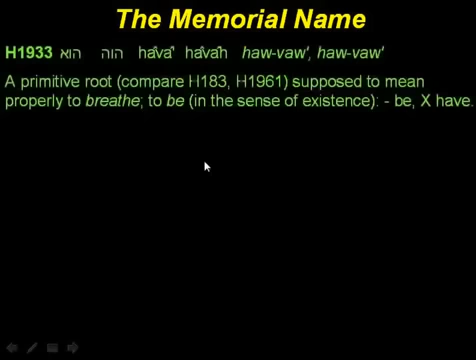 The Memorial Name
H1933 הוא הוה hâvâ' hâvâh haw-vaw', haw-vaw'
A primitive root (compare H183, H1961) supposed to mean
properly to breathe; to be (in the sense of existence): - be, X have.